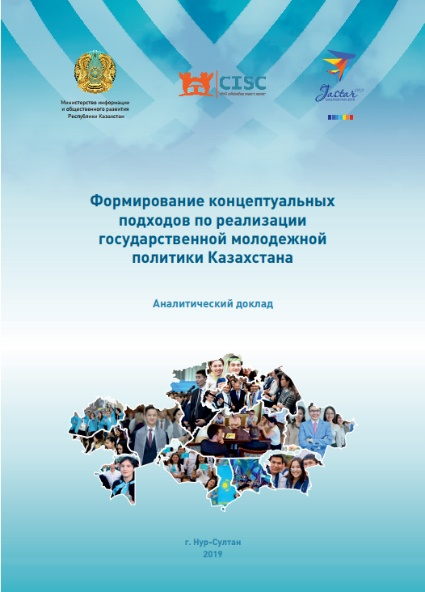 Министерство информации
и общественного развития
Республики Казахстан
CISC
Jastar
Формирование концептуальных
подходов по реализации
государственной молодежной
политики Казахстана
Аналитический доклад
г. Нур-Султан
2019